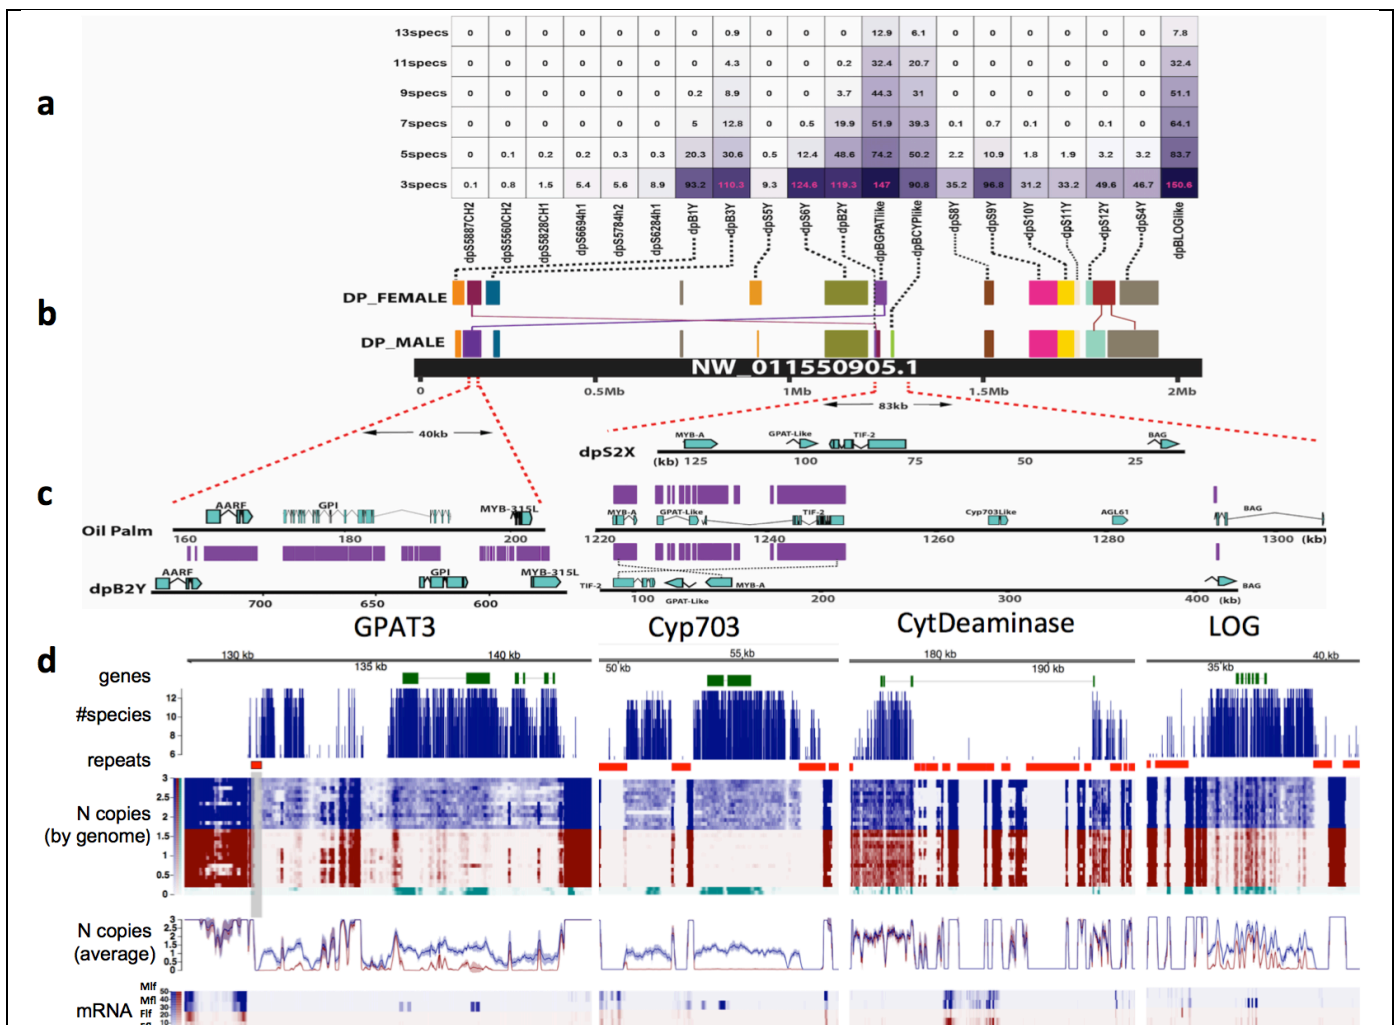 a
13specs 0 0 0 0 0 0 0 0.9 0 0 0 12.9 6.1 0 0 0 0 0 0 7.8
11specs 0 0 0 0 0 0 0 4.3 0 0 0.2 32.4 20.7 0 0 0 0 0 0 32.4
9specs 0 0 0 0 0 0 0.2 8.9 0 0 3.7 44.3 31 0 0 0 0 0 0 51.1
7specs 0 0 0 0 0 0 5 12.8 0 0.5 19.9 51.9 39.3 0.1 0.7 0.1 0 0.1 0 64.1
5specs 0 0.1 0.2 0.2 0.3 0.3 20.3 30.6 0.5 12.4 48.6 74.2 50.2 2.2 10.9 1.8 1.9 3.2 3.2 83.7
3specs 0.1 0.8 1.5 5.4 5.6 8.9 93.2 110.3 9.3 124.6 119.3 147 90.8 35.2 96.8 31.2 33.2 49.6 46.7 150.6
dpS5887CH2 dpS5560CH2 dpS5828CH1 dpS6694h1 dpS5784h2 dpS6284h1 dpB1Y dpB3Y dpS5Y dpS6Y dpB2Y dpBGPATlike dpBCYPlike dpS8Y dpS9Y dpS10Y dpS11Y dpS12Y dpS4Y dpBLOGlike
b
DP_FEMALE
DP_MALE
NW_011550905.1
0 0.5Mb 1Mb 1.5Mb 2Mb
40kb
83kb
dpS2X
MYB-A GPAT-Like TIF-2 BAG
(kb) 125 100 75 50 25
c
Oil Palm
AARF GPI MYB-315L
160 180 200
MYB-A GPAT-Like TIF-2 Cyp703Like AGL61 BAG
1220 1240 1260 1280 1300 (kb)
dpB2Y
AARF GPI MYB-315L
700 650 600
TIF-2 GPAT-Like MYB-A BAG
100 200 300 400 (kb)
d
GPAT3 Cyp703 CytDeaminase LOG
130 kb 135 kb 140 kb
50 kb 55 kb
180 kb 190 kb
35 kb 40 kb
genes
#species
12
10
8
6
repeats
N copies
(by genome)
3
2.5
2
1.5
1
0.5
0
N copies
(average)
3
2.5
2
1.5
1
0.5
0
mRNA
Mlf
Mfl
Flf
50
40
30
20
10